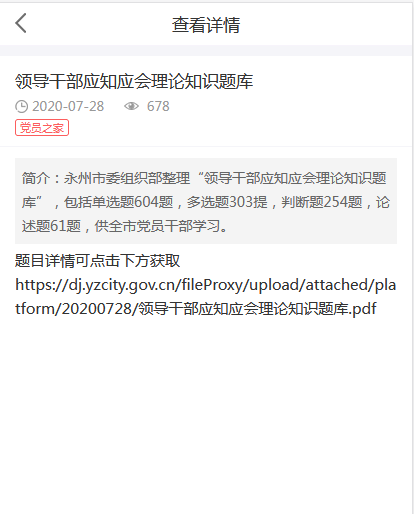 查看详情
领导干部应知应会理论知识题库
2020-07-28 678
党员之家
简介：永州市委组织部整理“领导干部应知应会理论知识题
库”，包括单选题604题，多选题303提，判断题254题，论
述题61题，供全市党员干部学习。
题目详情可点击下方获取
https://dj.yzcity.gov.cn/fileProxy/upload/attached/pla
tform/20200728/领导干部应知应会理论知识题库.pdf